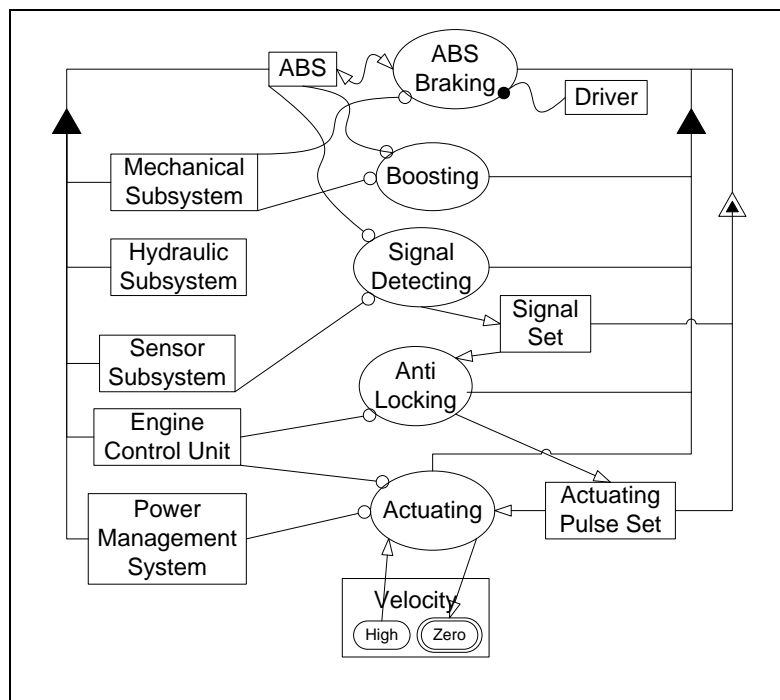 ABS
ABS
Braking
Driver
Mechanical
Subsystem
Boosting
Hydraulic
Subsystem
Signal
Detecting
Signal
Set
Sensor
Subsystem
Anti
Locking
Engine
Control Unit
Power
Management
System
Actuating
Actuating
Pulse Set
Velocity
High
Zero